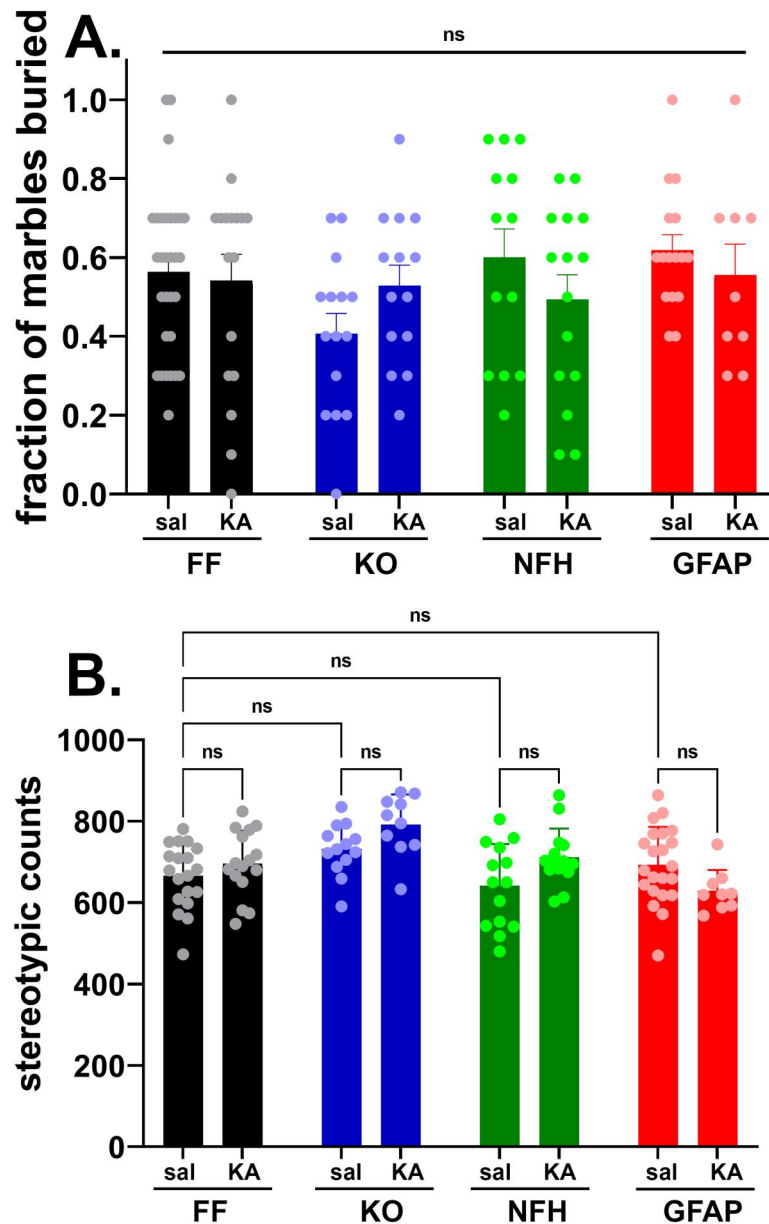 A.
ns
fraction of marbles buried
1.0
0.8
0.6
0.4
0.2
0.0
sal KA sal KA sal KA sal KA
FF KO NFH GFAP
B.
ns
ns
ns
ns ns ns ns
stereotypic counts
1000
800
600
400
200
0
sal KA sal KA sal KA sal KA
FF KO NFH GFAP